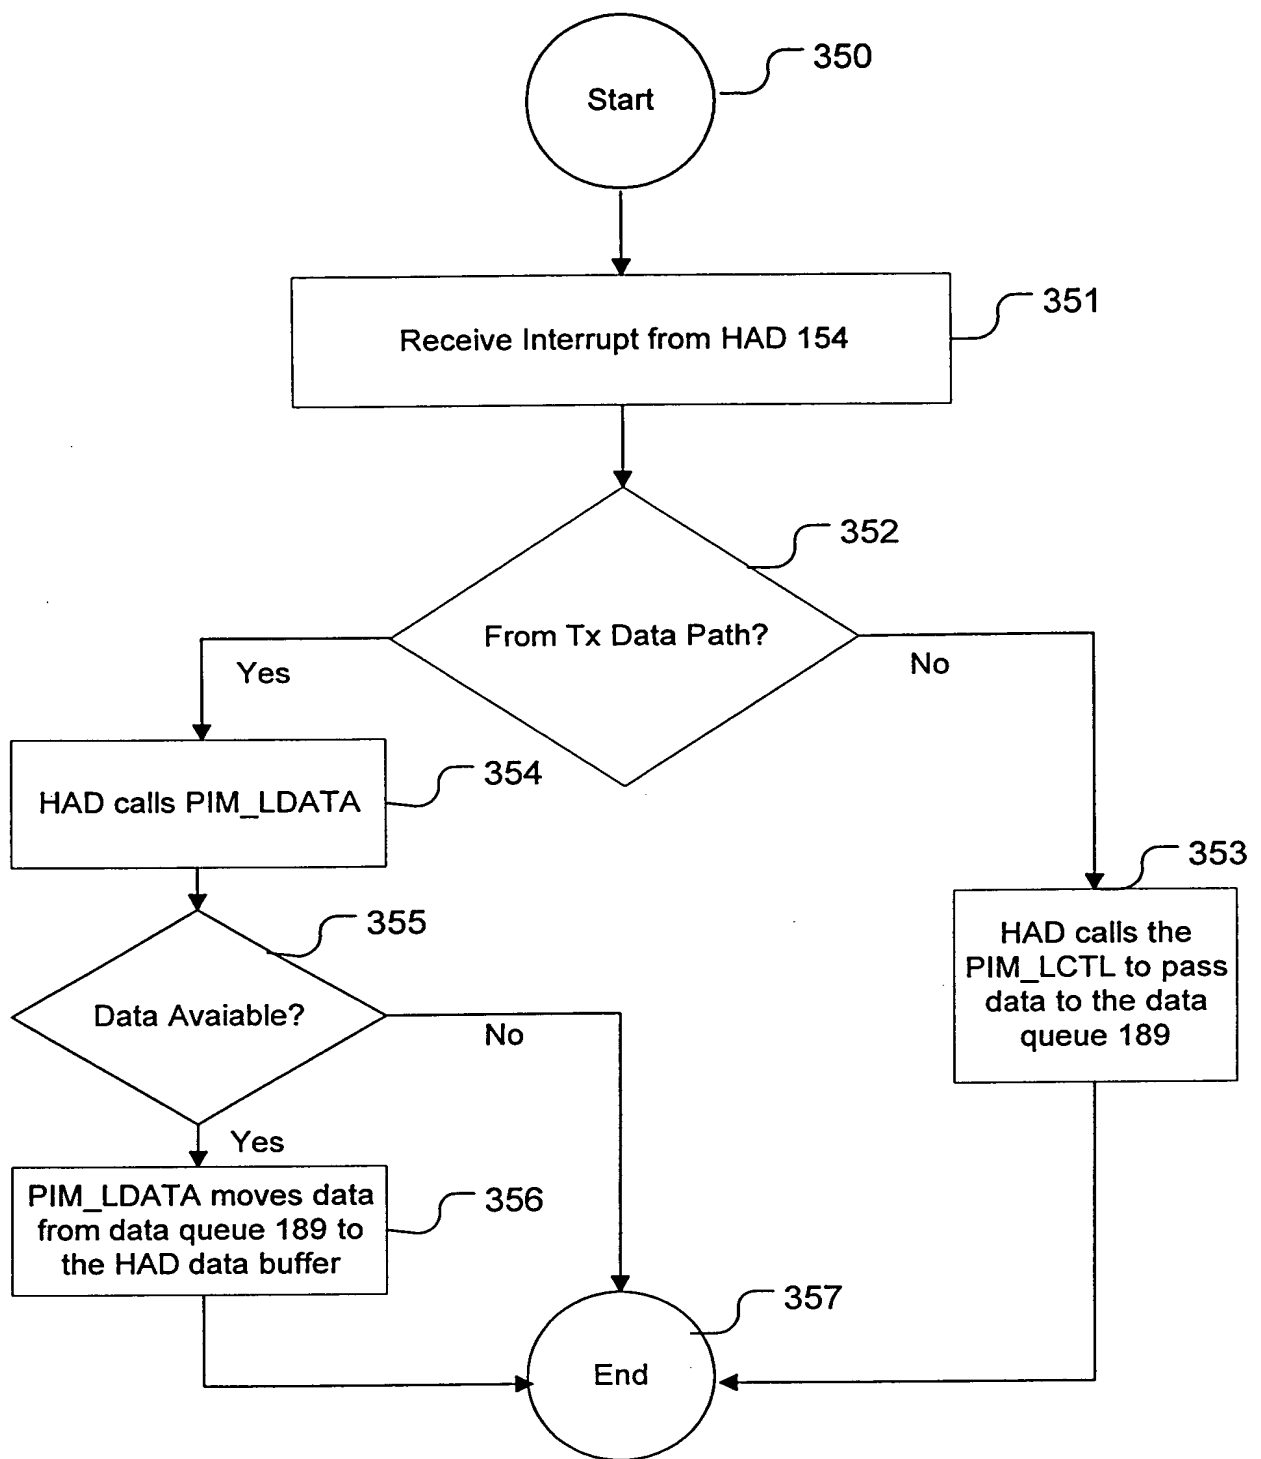 Start
350
Receive Interrupt from HAD 154
351
From Tx Data Path?
352
Yes
No
HAD calls PIM_LDATA
354
HAD calls the
PIM_LCTL to pass
data to the data
queue 189
353
Data Avaiable?
355
No
Yes
PIM_LDATA moves data
from data queue 189 to
the HAD data buffer
356
End
357